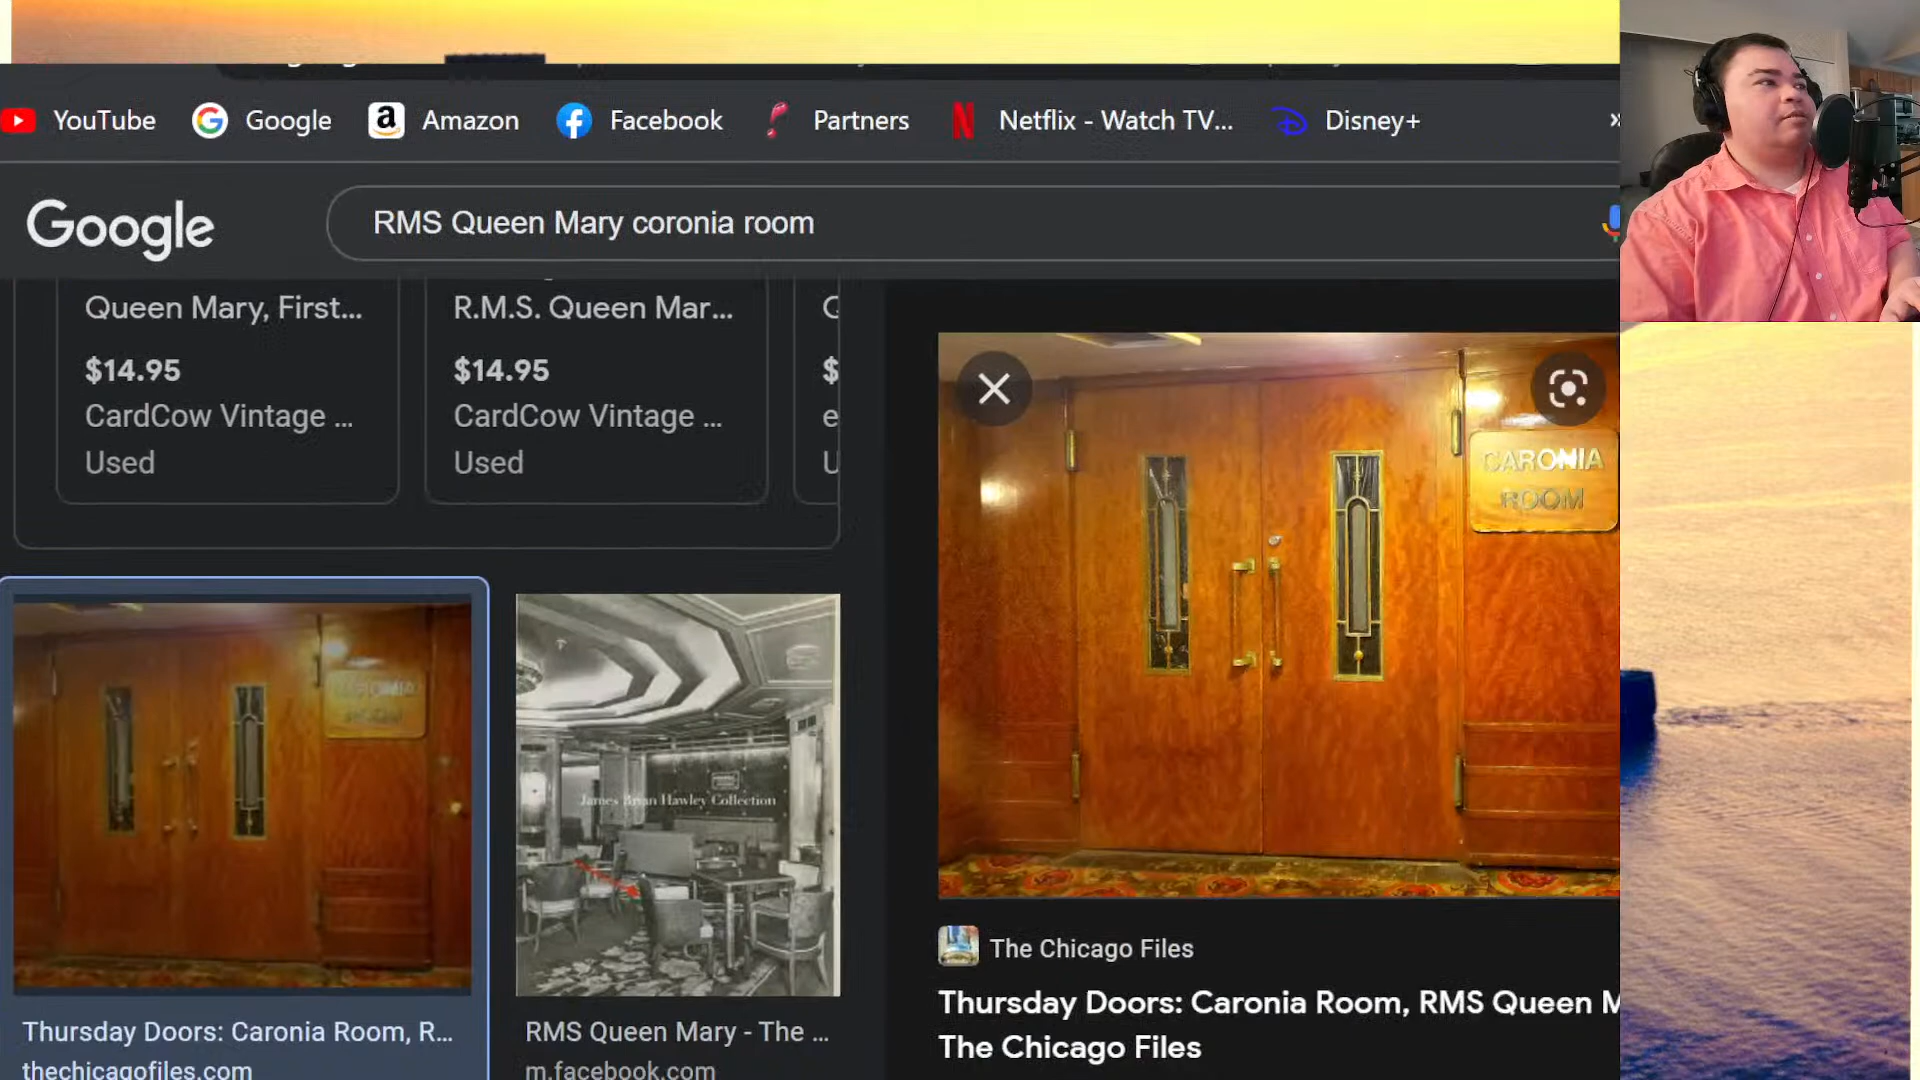 YouTube
Google
Amazon
Facebook
Partners
Netflix - Watch TV...
Disney+
»
Google
RMS Queen Mary coronia room
Queen Mary, First...
$14.95
CardCow Vintage ...
Used
R.M.S. Queen Mar...
$14.95
CardCow Vintage ...
Used
$
e
CARONIA
ROOM
CARONIA
ROOM
James Brian Hawley Collection
The Chicago Files
Thursday Doors: Caronia Room, RMS Queen M
The Chicago Files
Thursday Doors: Caronia Room, R...
thechicagofiles.com
RMS Queen Mary - The ...
m.facebook.com